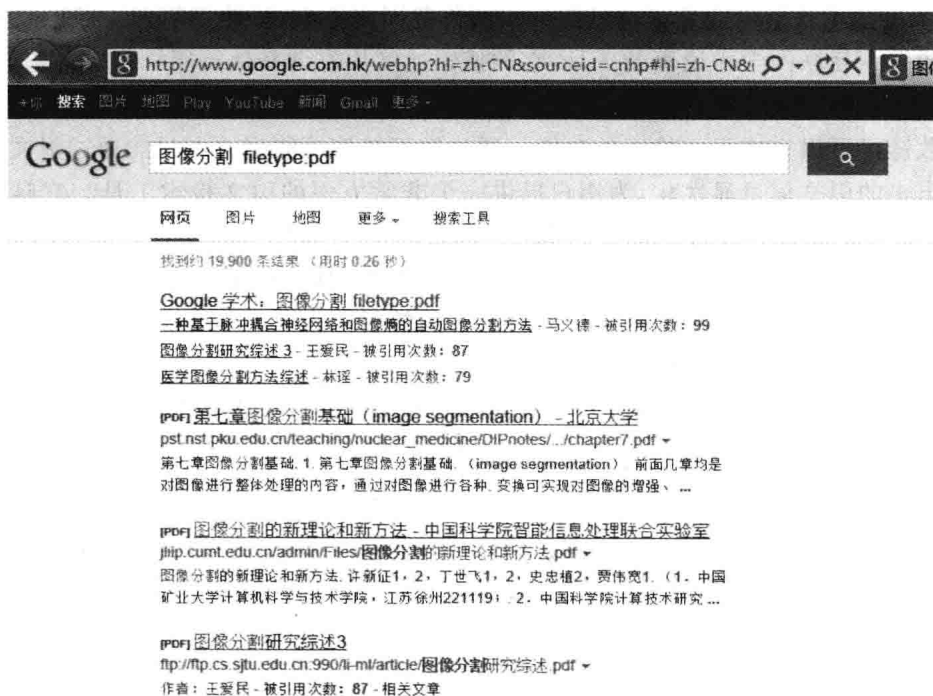 http://www.google.com.hk/webhp?hl=zh-CN&sourceid=cnhp#hl=zh-CN&
+你 搜索 图片 地图 Play YouTube 新闻 Gmail 更多
Google 图像分割 filetype:pdf
网页 图片 地图 更多 搜索工具
找到约 19,900 条结果 (用时 0.26 秒)
Google 学术：图像分割 filetype:pdf
一种基于脉冲耦合神经网络和图像熵的自动图像分割方法 - 马义德 - 被引用次数：99
图像分割研究综述 3 - 王爱民 - 被引用次数：87
医学图像分割方法综述 - 林瑶 - 被引用次数：79
[PDF] 第七章图像分割基础（image segmentation） - 北京大学
pst.nst.pku.edu.cn/teaching/nuclear_medicine/DIPnotes/.../chapter7.pdf
第七章图像分割基础. 1. 第七章图像分割基础. （image segmentation） 前面几章均是
对图像进行整体处理的内容，通过对图像进行各种. 变换可实现对图像的增强、 ...
[PDF] 图像分割的新理论和新方法 - 中国科学院智能信息处理联合实验室
jliip.cumt.edu.cn/admin/Files/图像分割的新理论和新方法.pdf
图像分割的新理论和新方法. 许新征1，2，丁世飞1，2，史忠植2，贾伟宽1. （1．中国
矿业大学计算机科学与技术学院，江苏徐州221119；. 2．中国科学院计算技术研究 ...
[PDF] 图像分割研究综述3
ftp://ftp.cs.sjtu.edu.cn:990/li-ml/article/图像分割研究综述.pdf
作者：王爱民 - 被引用次数：87 - 相关文章